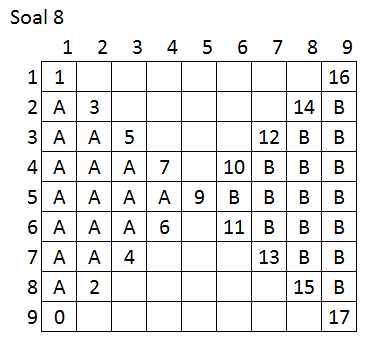 Soal 8
1 2 3 4 5 6 7 8 9
1 1 16
2 A 3 14 B
3 A A 5 12 B B
4 A A A 7 10 B B B
5 A A A A 9 B B B B
6 A A A 6 11 B B B
7 A A 4 13 B B
8 A 2 15 B
9 0 17